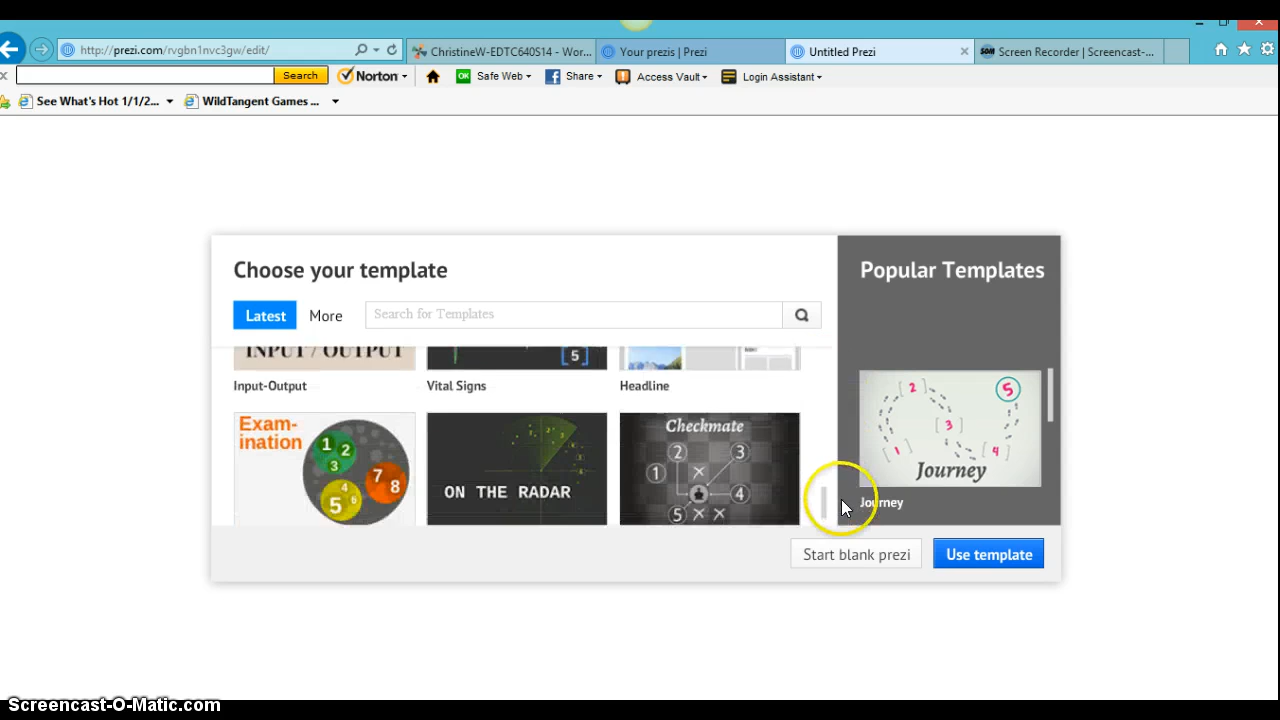 http://prezi.com/rvgbn1nvc3gw/edit/
ChristineW-EDTC640S14 - Wor...
Your prezis | Prezi
Untitled Prezi
SOM Screen Recorder | Screencast-...
Search
Norton
OK Safe Web
Share
Access Vault
Login Assistant
See What's Hot 1/1/2...
WildTangent Games ...
Choose your template
Popular Templates
Latest
More
Search for Templates
INPUT / OUTPUT
5
Input-Output
Vital Signs
Headline
Exam-
ination
1 2 3 4 5 6 7 8
ON THE RADAR
Checkmate
1 2 3 4 5
1 2 3 4 5
Journey
Journey
Start blank prezi
Use template
Screencast-O-Matic.com